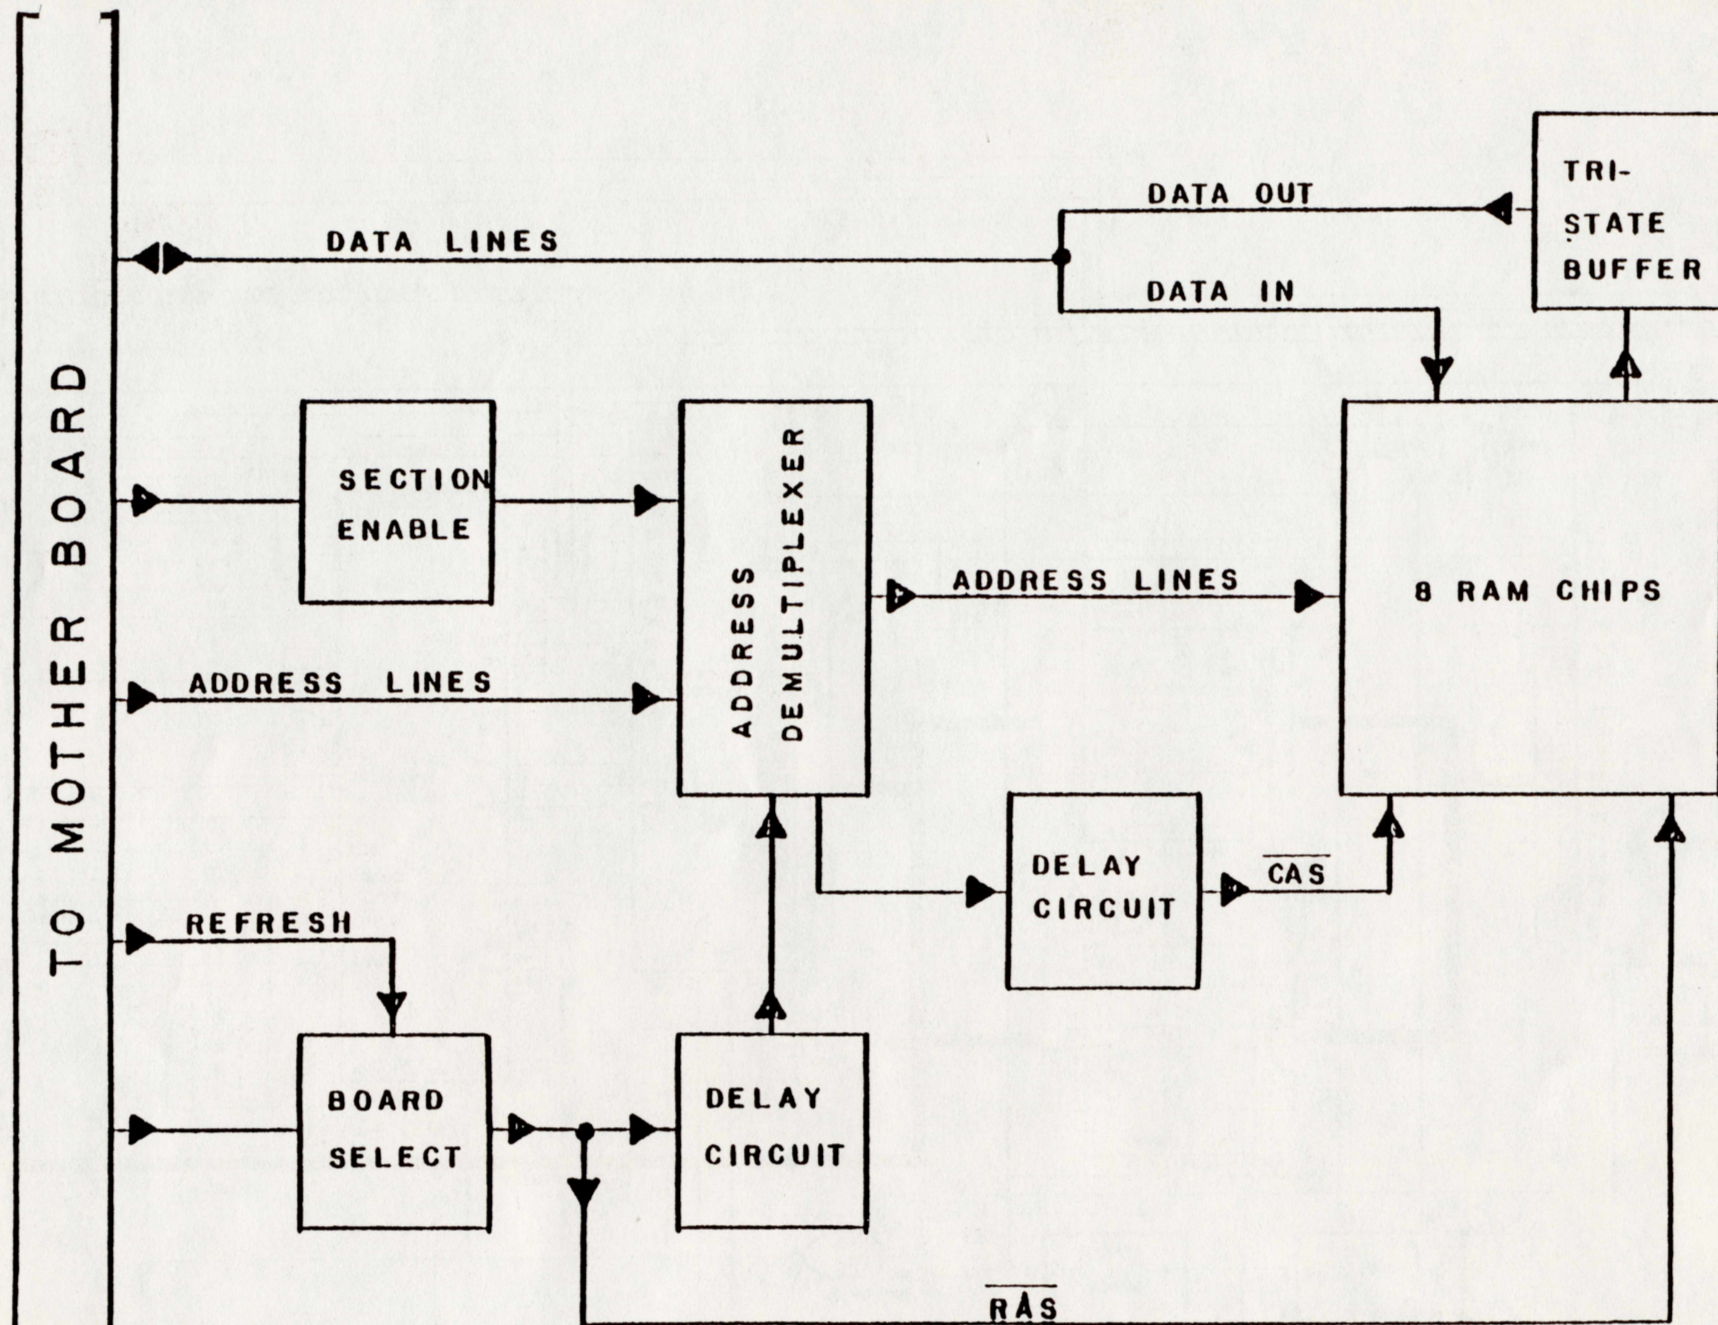 TO MOTHER BOARD
DATA LINES
DATA OUT
DATA IN
TRI-
STATE
BUFFER
SECTION
ENABLE
ADDRESS
DEMULTIPLEXER
ADDRESS LINES
8 RAM CHIPS
ADDRESS LINES
DELAY
CIRCUIT
CAS
REFRESH
BOARD
SELECT
DELAY
CIRCUIT
RAS